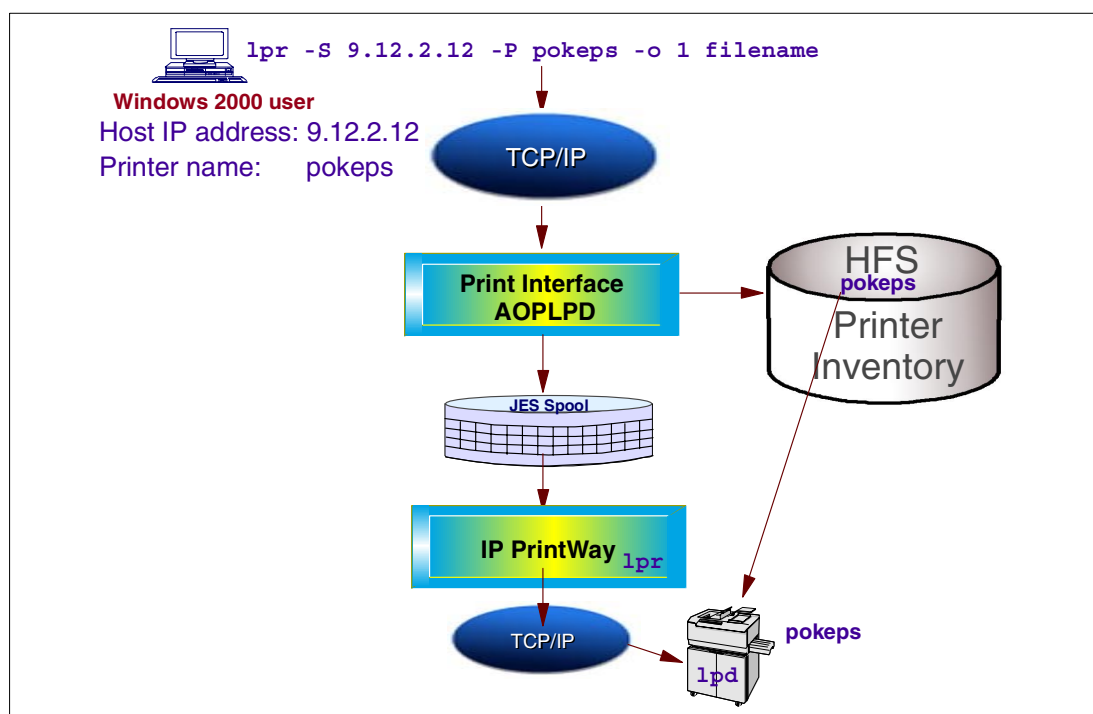 lpr -S 9.12.2.12 -P pokeps -o 1 filename
Windows 2000 user
Host IP address: 9.12.2.12
Printer name: pokeps
TCP/IP
Print Interface
AOPLPD
HFS
pokeps
Printer
Inventory
JES Spool
IP PrintWay
lpr
TCP/IP
pokeps
lpd